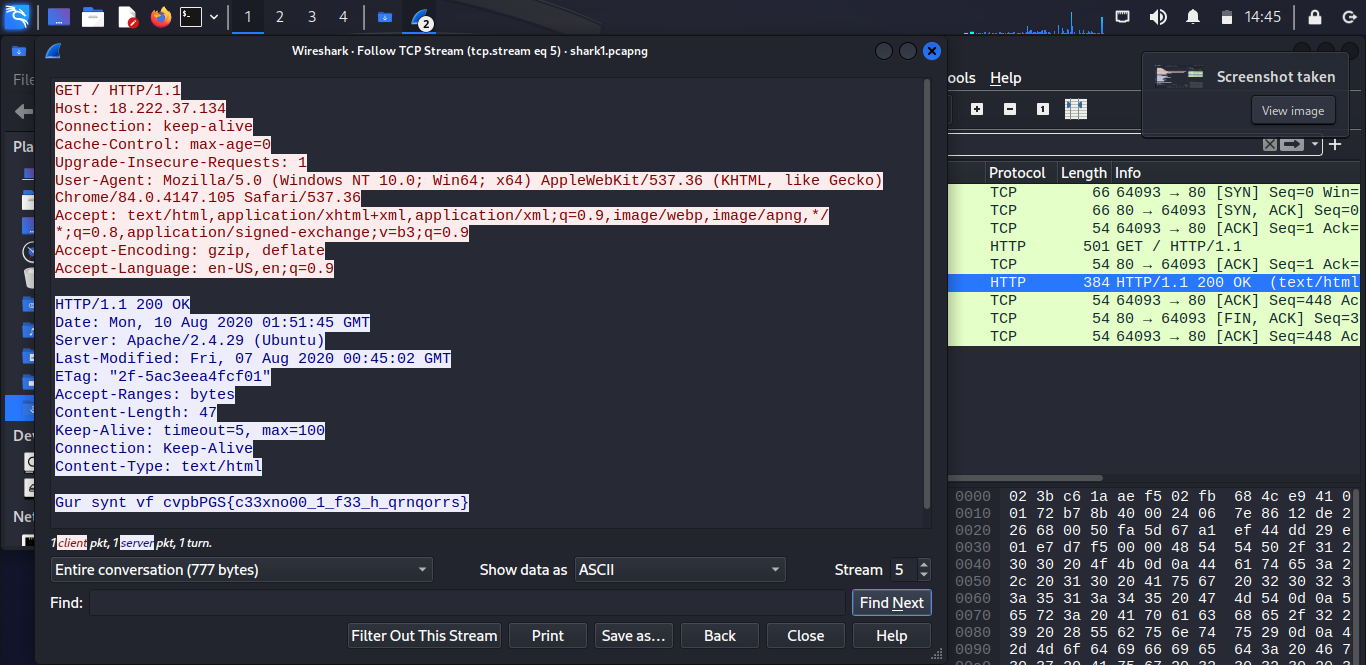 1 2 3 4 2 14:45
Wireshark · Follow TCP Stream (tcp.stream eq 5) · shark1.pcapng
Screenshot taken
View image
File
ools Help
Pla
De
Net
GET / HTTP/1.1
Host: 18.222.37.134
Connection: keep-alive
Cache-Control: max-age=0
Upgrade-Insecure-Requests: 1
User-Agent: Mozilla/5.0 (Windows NT 10.0; Win64; x64) AppleWebKit/537.36 (KHTML, like Gecko)
Chrome/84.0.4147.105 Safari/537.36
Accept: text/html,application/xhtml+xml,application/xml;q=0.9,image/webp,image/apng,*/
*;q=0.8,application/signed-exchange;v=b3;q=0.9
Accept-Encoding: gzip, deflate
Accept-Language: en-US,en;q=0.9
HTTP/1.1 200 OK
Date: Mon, 10 Aug 2020 01:51:45 GMT
Server: Apache/2.4.29 (Ubuntu)
Last-Modified: Fri, 07 Aug 2020 00:45:02 GMT
ETag: "2f-5ac3eea4fcf01"
Accept-Ranges: bytes
Content-Length: 47
Keep-Alive: timeout=5, max=100
Connection: Keep-Alive
Content-Type: text/html
Gur synt vf cvpbPGS{c33xno00_1_f33_h_qrnqorrs}
1 client pkt, 1 server pkt, 1 turn.
Entire conversation (777 bytes) Show data as ASCII Stream 5
Find: Find Next
Filter Out This Stream Print Save as… Back Close Help
Protocol Length Info
TCP 66 64093 → 80 [SYN] Seq=0 Win=
TCP 66 80 → 64093 [SYN, ACK] Seq=0
TCP 54 64093 → 80 [ACK] Seq=1 Ack=
HTTP 501 GET / HTTP/1.1
TCP 54 80 → 64093 [ACK] Seq=1 Ack=
HTTP 384 HTTP/1.1 200 OK (text/html
TCP 54 64093 → 80 [ACK] Seq=448 Ac
TCP 54 80 → 64093 [FIN, ACK] Seq=3
TCP 54 64093 → 80 [ACK] Seq=448 Ac
0000 02 3b c6 1a ae f5 02 fb 68 4c e9 41 0
0010 01 72 b7 8b 40 00 24 06 7e 86 12 de 2
0020 26 68 00 50 fa 5d 67 a1 ef 44 dd 29 e
0030 01 e7 d7 f5 00 00 48 54 54 50 2f 31 2
0040 30 30 20 4f 4b 0d 0a 44 61 74 65 3a 2
0050 2c 20 31 30 20 41 75 67 20 32 30 32 3
0060 3a 35 31 3a 34 35 20 47 4d 54 0d 0a 5
0070 65 72 3a 20 41 70 61 63 68 65 2f 32 2
0080 39 20 28 55 62 75 6e 74 75 29 0d 0a 4
0090 2d 4d 6f 64 69 66 69 65 64 3a 20 46 7